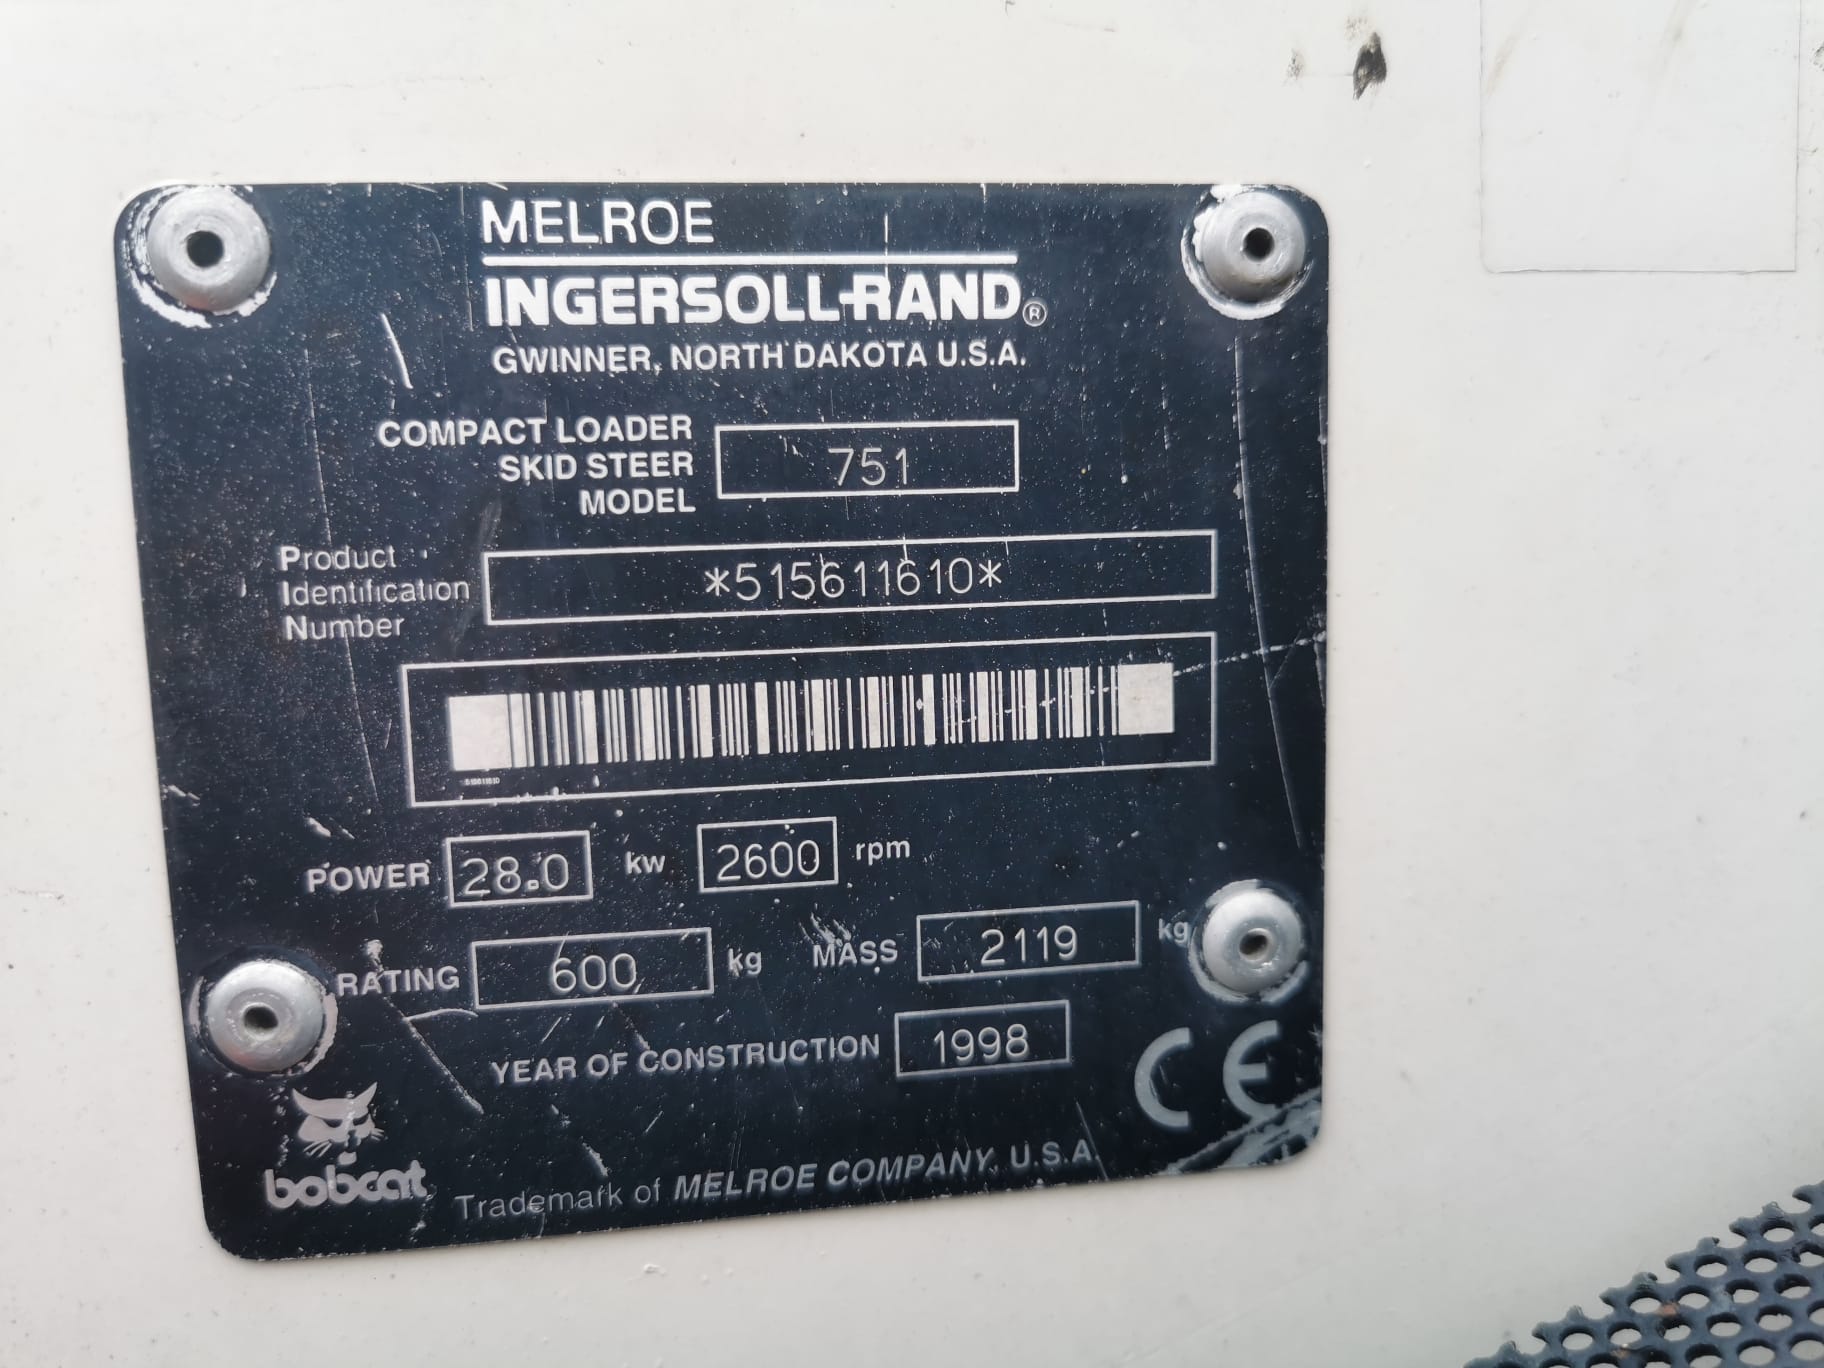 MELROE
INGERSOLL-RAND®
GWINNER, NORTH DAKOTA U.S.A.
COMPACT LOADER
SKID STEER
MODEL
751
Product
Identification
Number
*515611610*
POWER 28.0 kw 2600 rpm
RATING 600 kg MASS 2119 kg
YEAR OF CONSTRUCTION 1998
CE
bobcat
Trademark of MELROE COMPANY, U.S.A.